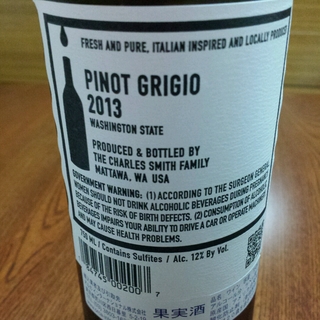 FRESH AND PURE, ITALIAN INSPIRED AND LOCALLY PRODUCED
PINOT GRIGIO
2013
WASHINGTON STATE
PRODUCED & BOTTLED BY
THE CHARLES SMITH FAMILY
MATTAWA, WA USA
GOVERNMENT WARNING: (1) ACCORDING TO THE SURGEON GENERAL,
WOMEN SHOULD NOT DRINK ALCOHOLIC BEVERAGES DURING PREGNANCY
BECAUSE OF THE RISK OF BIRTH DEFECTS. (2) CONSUMPTION OF ALCOHOLIC
BEVERAGES IMPAIRS YOUR ABILITY TO DRIVE A CAR OR OPERATE MACHINERY,
AND MAY CAUSE HEALTH PROBLEMS.
750 ML / Contains Sulfites / Alc. 12% By Vol.
果実酒